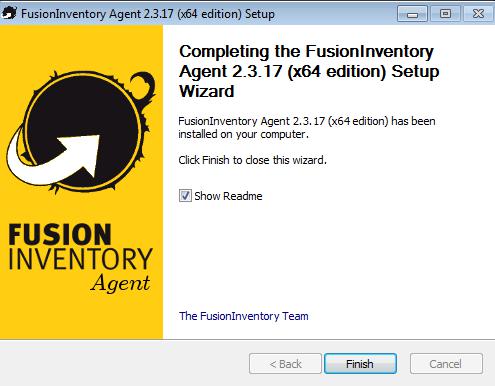 FusionInventory Agent 2.3.17 (x64 edition) Setup
Completing the FusionInventory
Agent 2.3.17 (x64 edition) Setup
Wizard
FusionInventory Agent 2.3.17 (x64 edition) has been
installed on your computer.
Click Finish to close this wizard.
Show Readme
FUSION
INVENTORY
Agent
The FusionInventory Team
< Back
Finish
Cancel